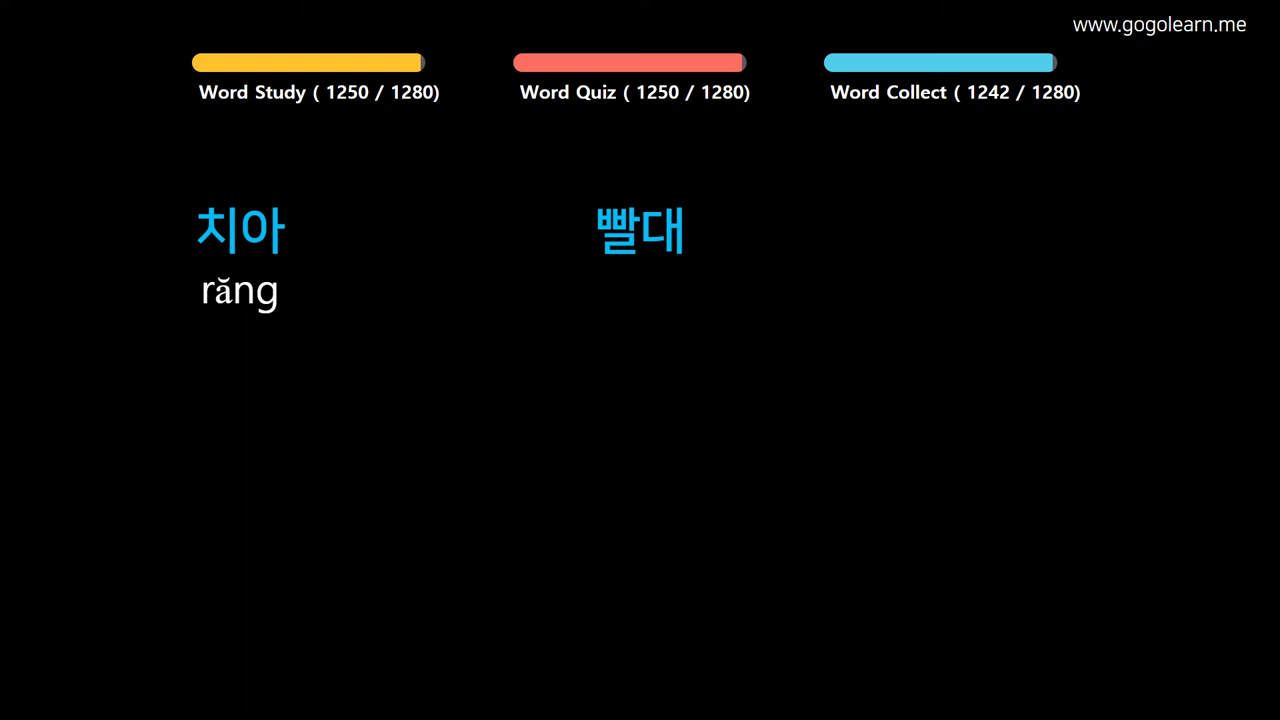 www.gogolearn.me
Word Study ( 1250 / 1280)
Word Quiz ( 1250 / 1280)
Word Collect ( 1242 / 1280)
치아
빨대
răng